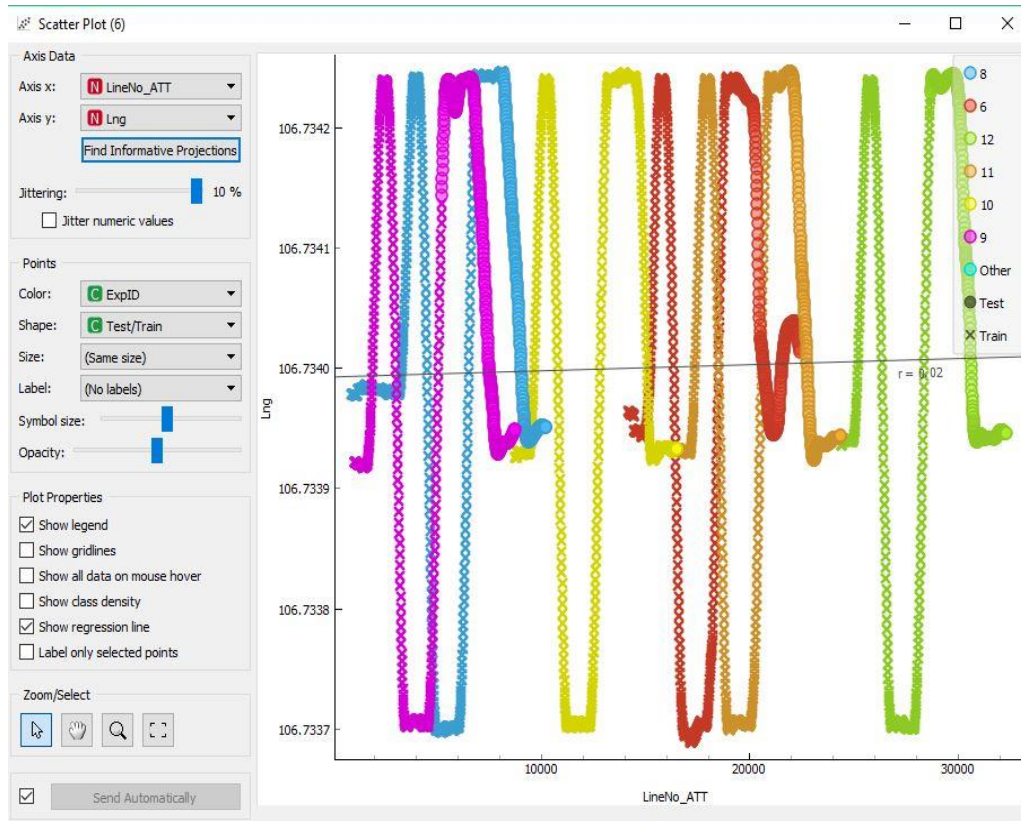 Scatter Plot (6)
Axis Data
Axis x: N LineNo_ATT
Axis y: N Lng
Find Informative Projections
Jittering: 10 %
Jitter numeric values
Points
Color: C ExpID
Shape: C Test/Train
Size: (Same size)
Label: (No labels)
Symbol size:
Opacity:
Plot Properties
Show legend
Show gridlines
Show all data on mouse hover
Show class density
Show regression line
Label only selected points
Zoom/Select
Send Automatically
106.7342
106.7341
106.7340
106.7339
106.7338
106.7337
Lng
10000
20000
30000
LineNo_ATT
r = 0.02
8
6
12
11
10
9
Other
Test
Train